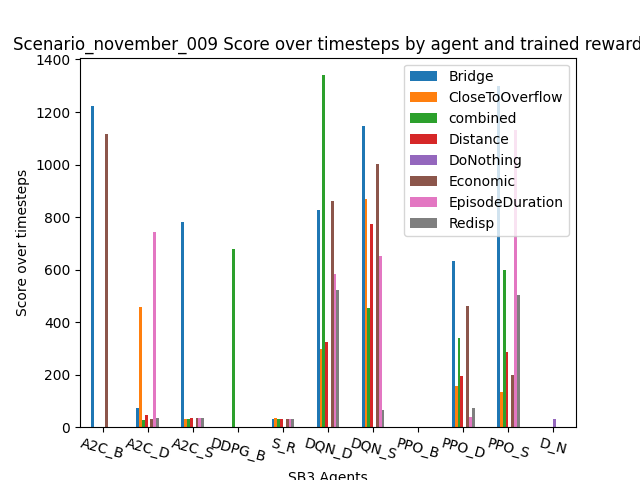 Scenario_november_009 Score over timesteps by agent and trained reward
Score over timesteps
1400
1200
1000
800
600
400
200
0
Bridge
CloseToOverflow
combined
Distance
DoNothing
Economic
EpisodeDuration
Redisp
A2C_B A2C_D A2C_S DDPG_B S_R DQN_D DQN_S PPO_B PPO_D PPO_S D_N
SB3 Agents